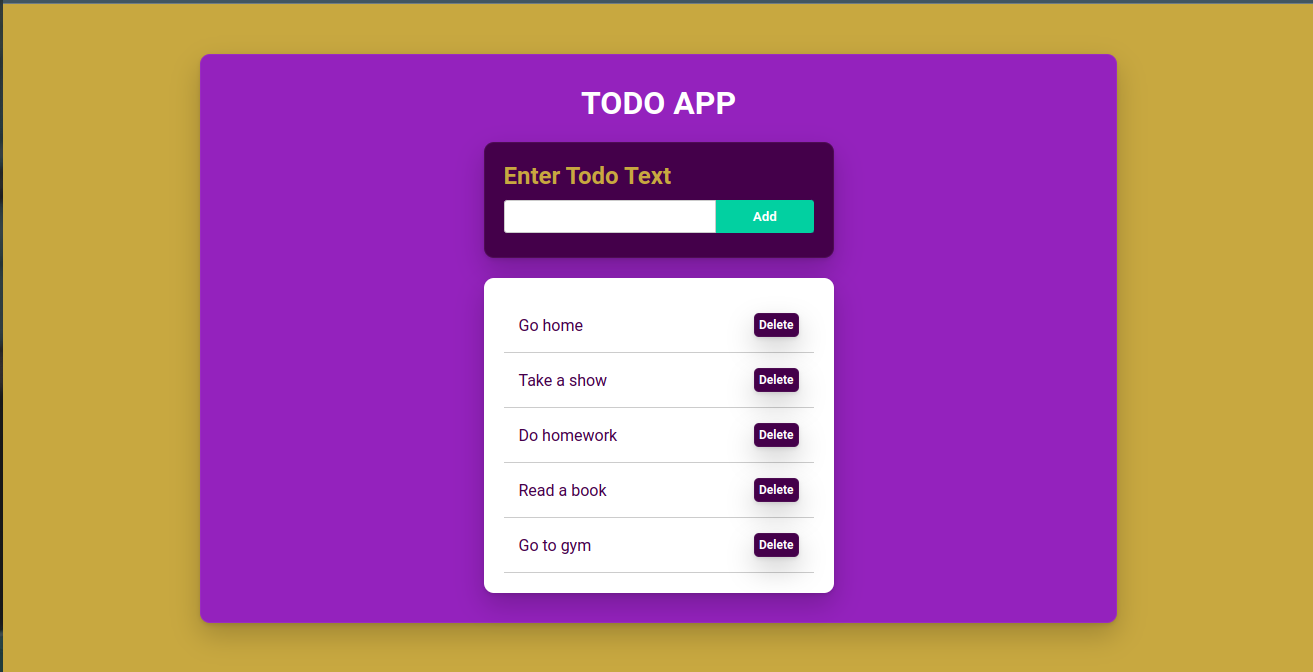 TODO APP
Enter Todo Text
Add
Go home Delete
Take a show Delete
Do homework Delete
Read a book Delete
Go to gym Delete